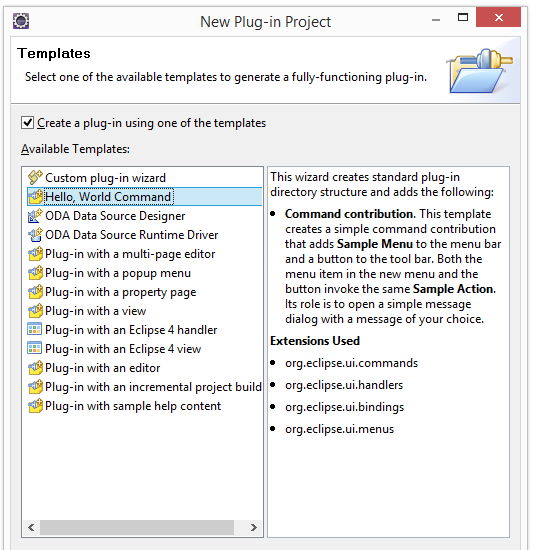 New Plug-in Project
Templates
Select one of the available templates to generate a fully-functioning plug-in.
Create a plug-in using one of the templates
Available Templates:
Custom plug-in wizard
Hello, World Command
ODA Data Source Designer
ODA Data Source Runtime Driver
Plug-in with a multi-page editor
Plug-in with a popup menu
Plug-in with a property page
Plug-in with a view
Plug-in with an Eclipse 4 handler
Plug-in with an Eclipse 4 view
Plug-in with an editor
Plug-in with an incremental project build
Plug-in with sample help content
This wizard creates standard plug-in
directory structure and adds the following:
• Command contribution. This template
creates a simple command contribution
that adds Sample Menu to the menu bar
and a button to the tool bar. Both the
menu item in the new menu and the
button invoke the same Sample Action.
Its role is to open a simple message
dialog with a message of your choice.
Extensions Used
• org.eclipse.ui.commands
• org.eclipse.ui.handlers
• org.eclipse.ui.bindings
• org.eclipse.ui.menus